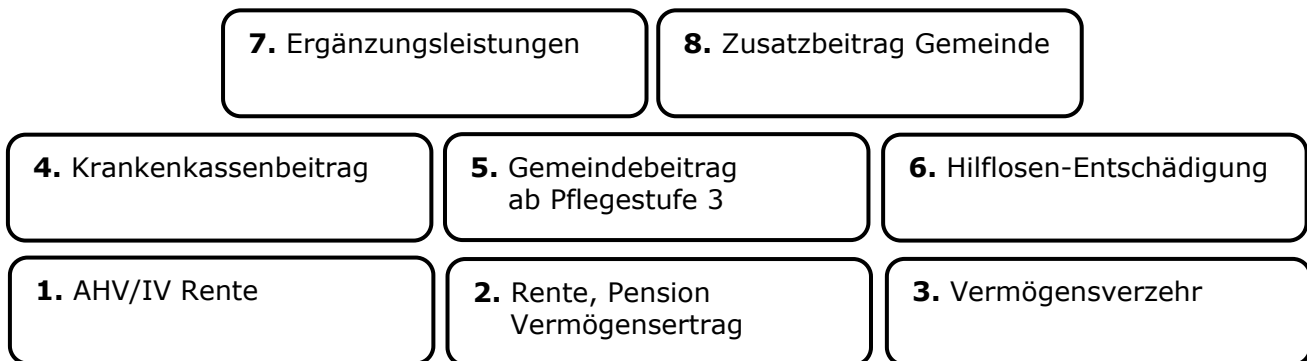 7. Ergänzungsleistungen
8. Zusatzbeitrag Gemeinde
4. Krankenkassenbeitrag
5. Gemeindebeitrag
ab Pflegestufe 3
6. Hilflosen-Entschädigung
1. AHV/IV Rente
2. Rente, Pension
Vermögensertrag
3. Vermögensverzehr